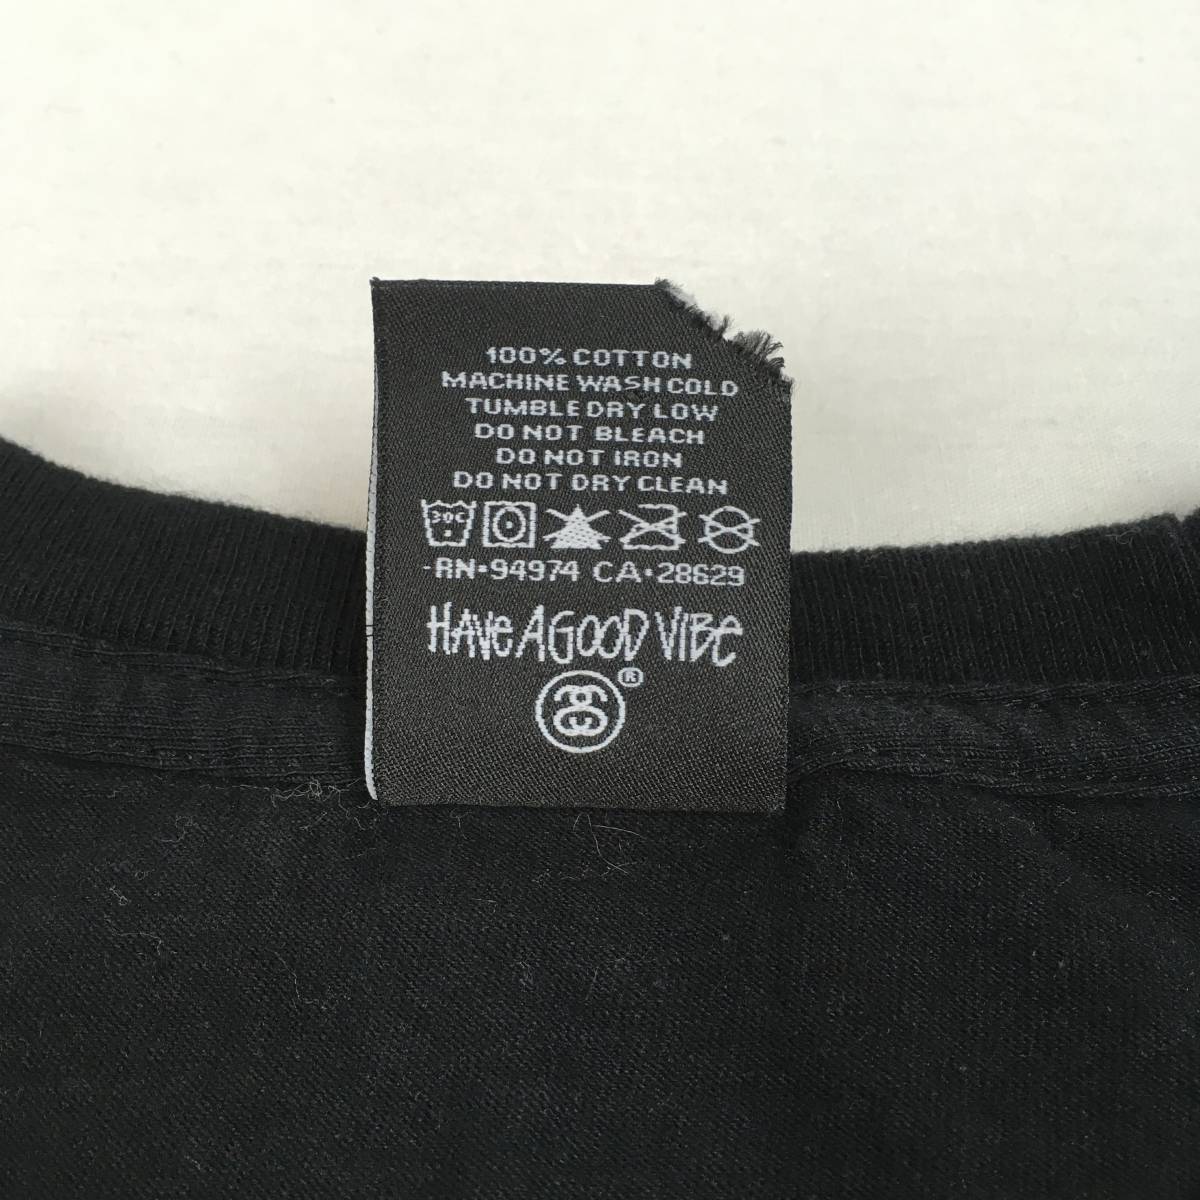 100% COTTON
MACHINE WASH COLD
TUMBLE DRY LOW
DO NOT BLEACH
DO NOT IRON
DO NOT DRY CLEAN
30C
-RN·94974 CA·28629
HAVE A GOOD VIBE
®